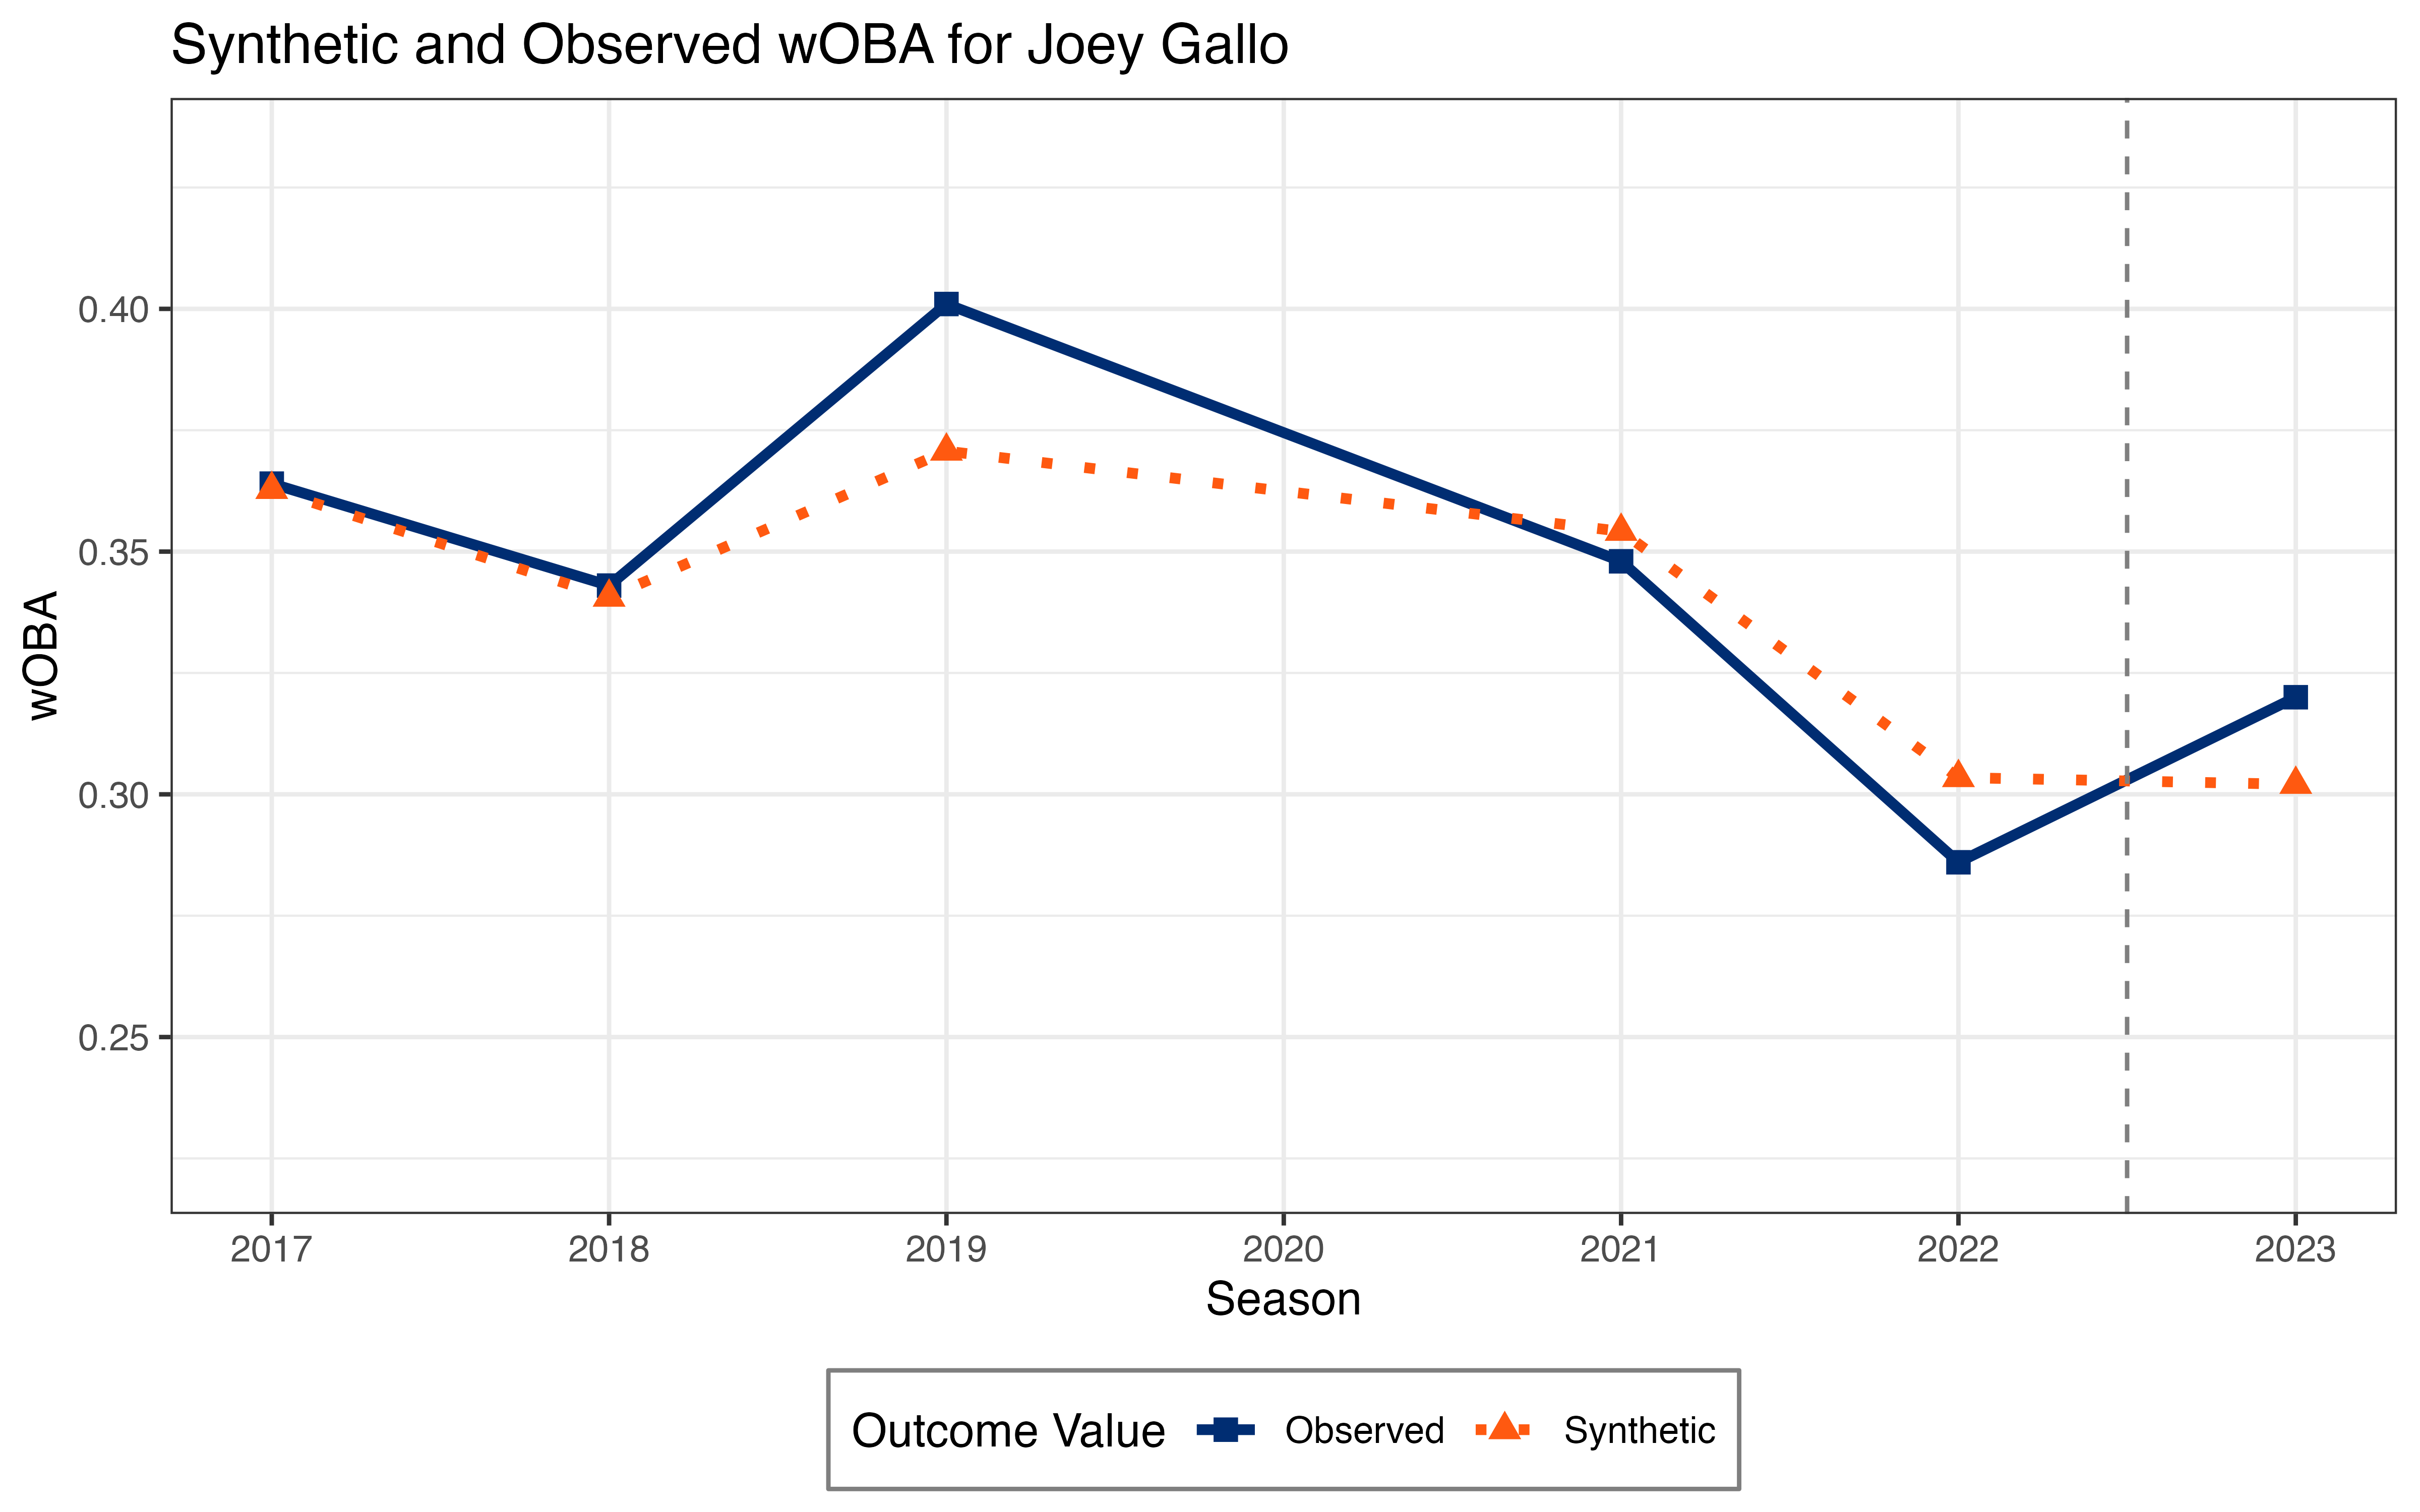 Synthetic and Observed wOBA for Joey Gallo
wOBA
0.40
0.35
0.30
0.25
2017 2018 2019 2020 2021 2022 2023
Season
Outcome Value Observed Synthetic